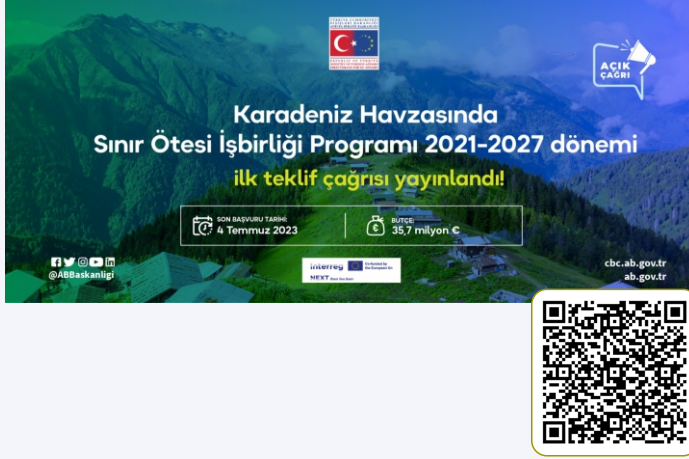 AÇIK
ÇAĞRI
Karadeniz Havzasında
Sınır Ötesi İşbirliği Programı 2021-2027 dönemi
ilk teklif çağrısı yayınlandı!
SON BAŞVURU TARİHİ:
4 Temmuz 2023
BÜTÇE:
35,7 milyon €
@ABBaskanligi
interreg
NEXT
cbc.ab.gov.tr
ab.gov.tr